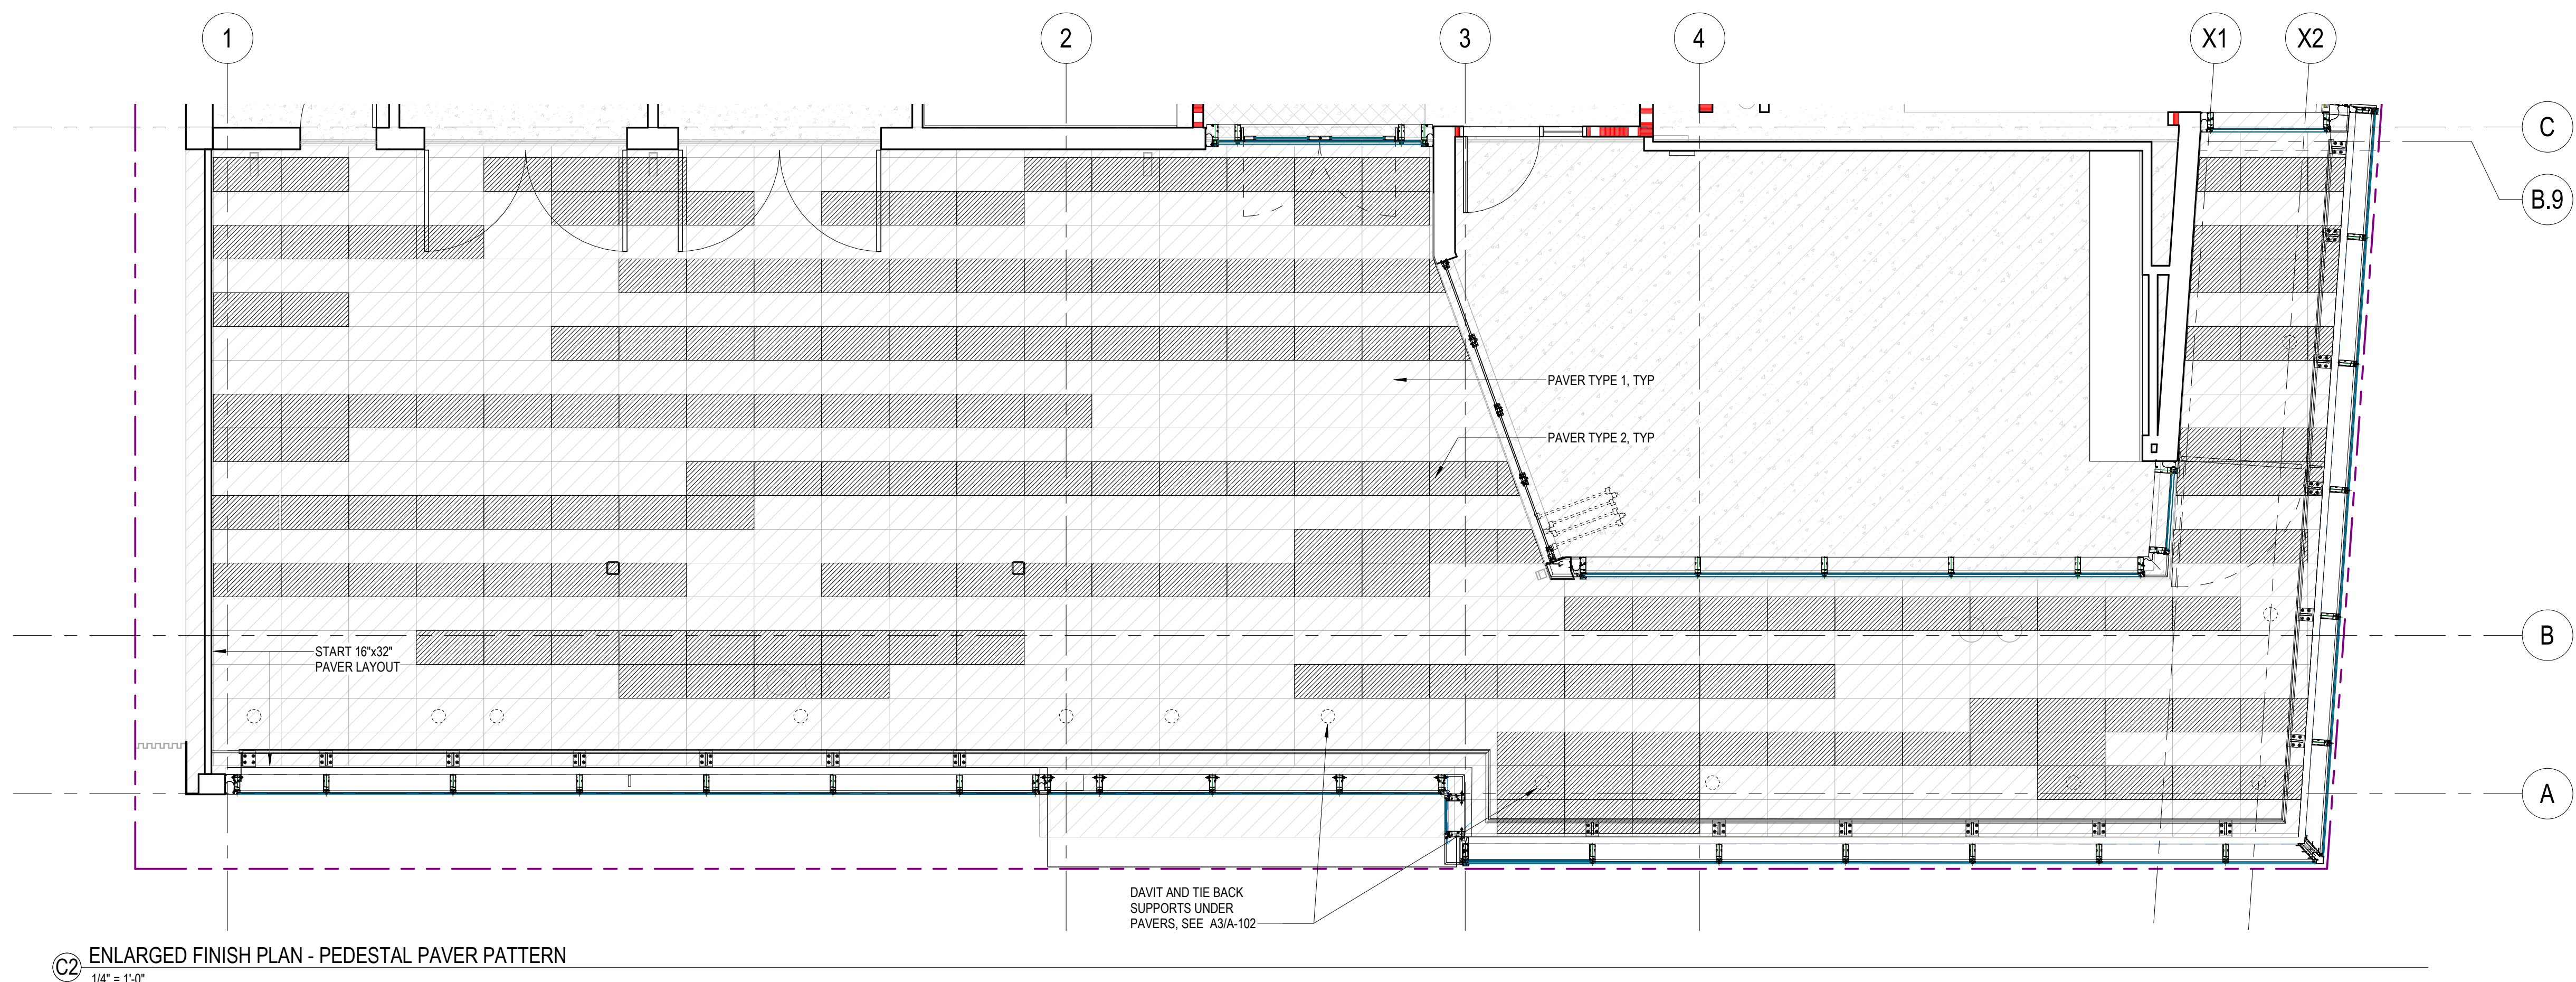 1
2
3
4
X1
X2
C
B.9
PAVER TYPE 1, TYP
PAVER TYPE 2, TYP
START 16"x32"
PAVER LAYOUT
B
A
DAVIT AND TIE BACK
SUPPORTS UNDER
PAVERS, SEE A3/A-102
C2
ENLARGED FINISH PLAN - PEDESTAL PAVER PATTERN
1/4" = 1'-0"